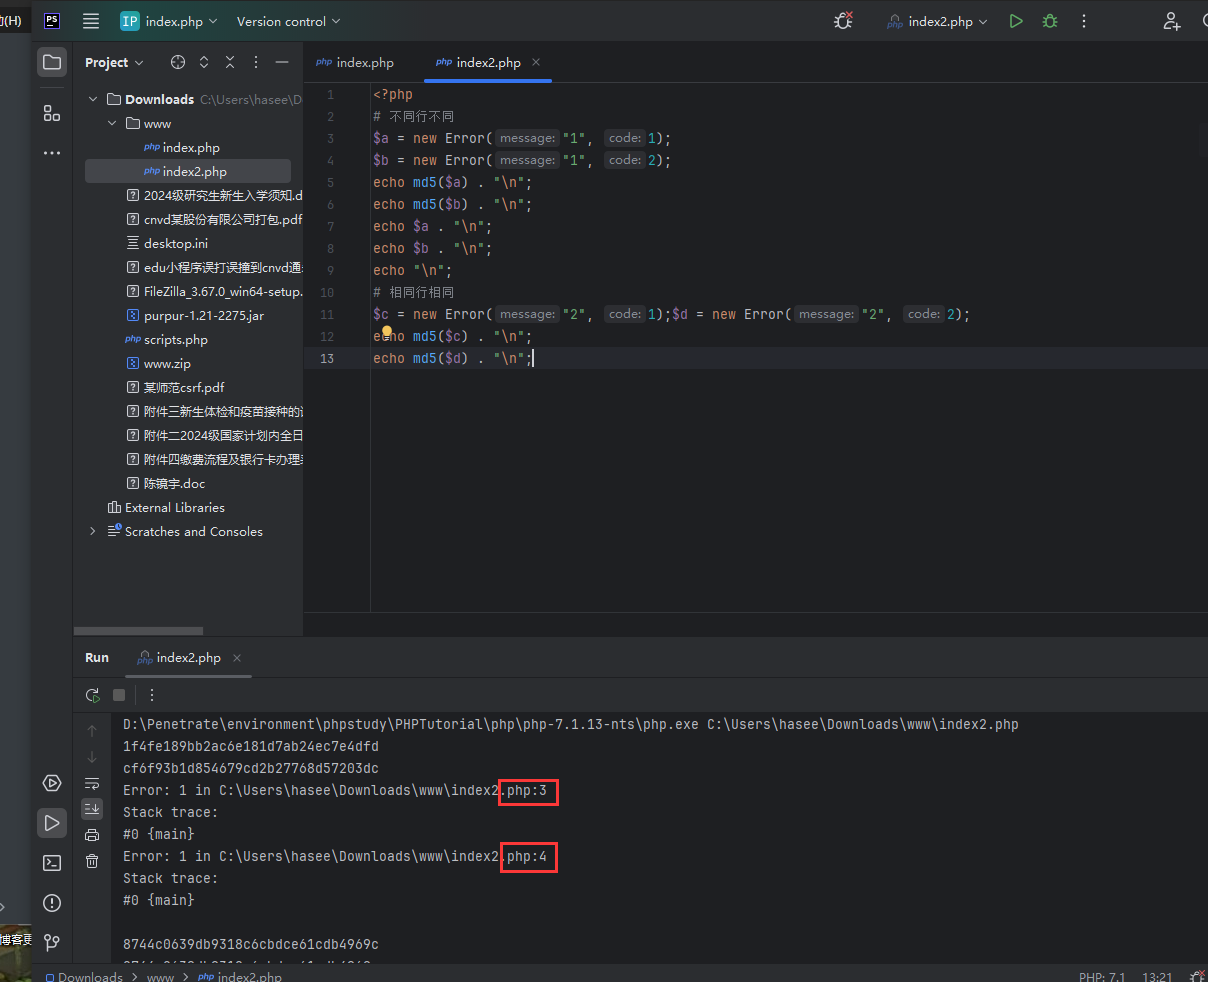 (H)
PS
IP index.php
Version control
index2.php
Project
Downloads C:\Users\hasee\D
www
php index.php
php index2.php
2024级研究生新生入学须知.d
cnvd某股份有限公司打包.pdf
desktop.ini
edu小程序误打误撞到cnvd通
FileZilla_3.67.0_win64-setup.
purpur-1.21-2275.jar
php scripts.php
www.zip
某师范csrf.pdf
附件三新生体检和疫苗接种的
附件二2024级国家计划内全日
附件四缴费流程及银行卡办理
陈镜宇.doc
External Libraries
Scratches and Consoles
php index.php
php index2.php
1 <?php
2 # 不同行不同
3 $a = new Error( message: "1", code: 1);
4 $b = new Error( message: "1", code: 2);
5 echo md5($a) . "\n";
6 echo md5($b) . "\n";
7 echo $a . "\n";
8 echo $b . "\n";
9 echo "\n";
10 # 相同行相同
11 $c = new Error( message: "2", code: 1);$d = new Error( message: "2", code: 2);
12 echo md5($c) . "\n";
13 echo md5($d) . "\n";
Run
php index2.php
D:\Penetrate\environment\phpstudy\PHPTutorial\php\php-7.1.13-nts\php.exe C:\Users\hasee\Downloads\www\index2.php
1f4fe189bb2ac6e181d7ab24ec7e4dfd
cf6f93b1d854679cd2b27768d57203dc
Error: 1 in C:\Users\hasee\Downloads\www\index2.php:3
Stack trace:
#0 {main}
Error: 1 in C:\Users\hasee\Downloads\www\index2.php:4
Stack trace:
#0 {main}
8744c0639db9318c6cbdce61cdb4969c
博客更
Downloads > www > php index2.php
PHP: 7.1
13:21